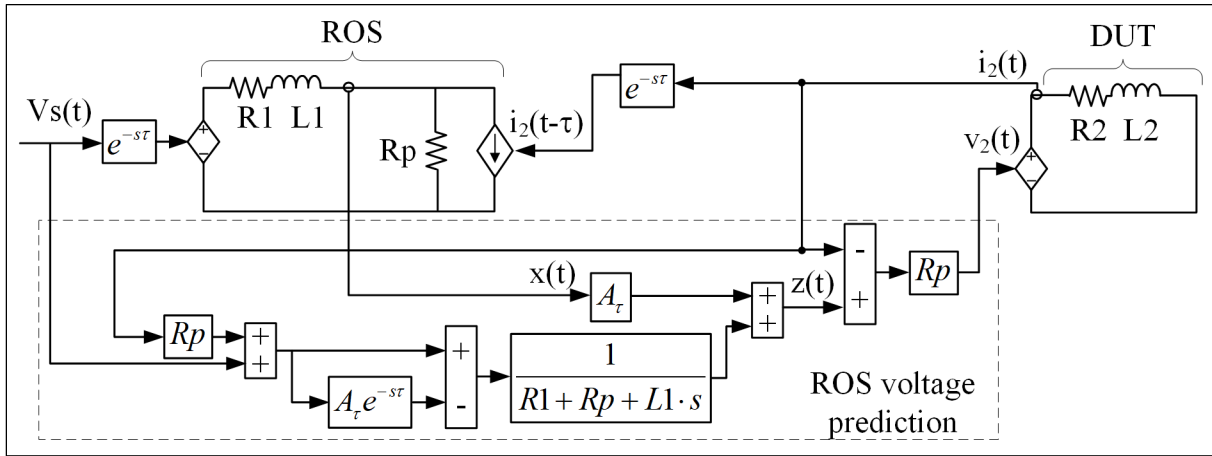 ROS
DUT
Vs(t)
e^{-sτ}
R1 L1
Rp
i₂(t-τ)
e^{-sτ}
i₂(t)
v₂(t)
R2 L2
+
−
+
−
x(t)
A_τ
+
+
z(t)
-
+
Rp
Rp
+
+
A_τ e^{-sτ}
+
-
1
R1+Rp+L1·s
ROS voltage
prediction